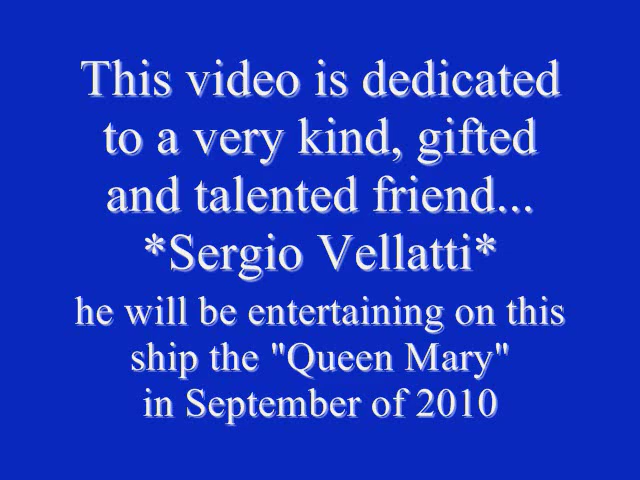 This video is dedicated
to a very kind, gifted
and talented friend...
*Sergio Vellatti*
he will be entertaining on this
ship the "Queen Mary"
in September of 2010